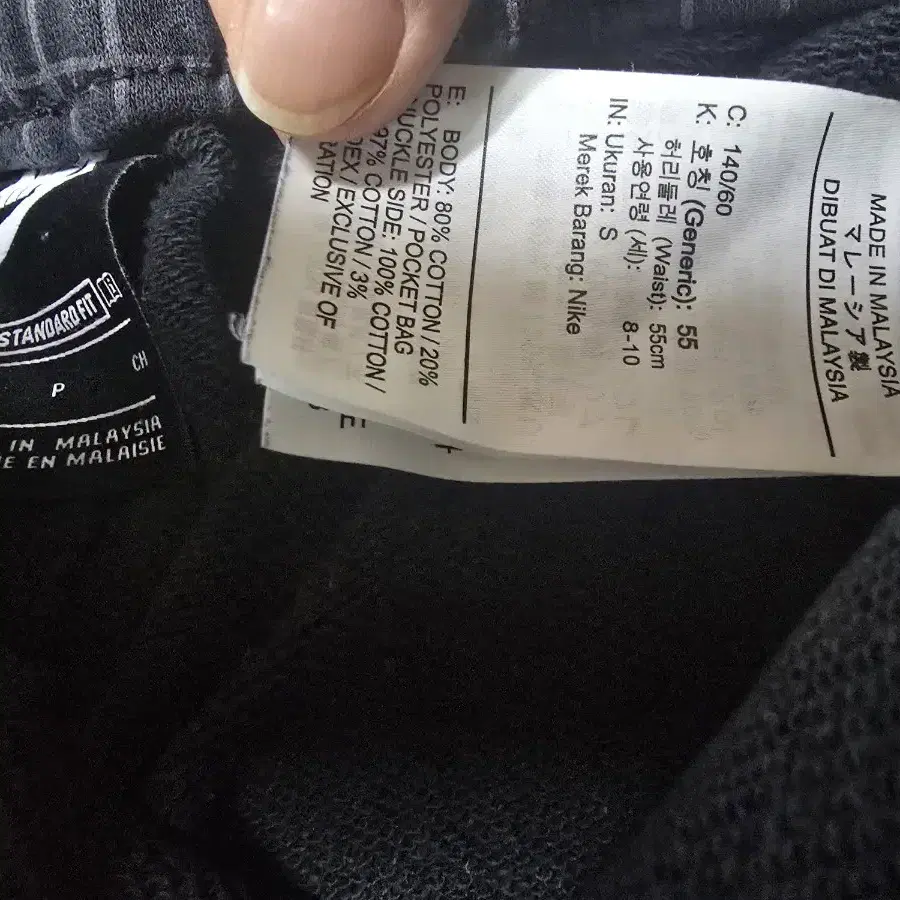 MADE IN MALAYSIA
マレーシア製
DIBUAT DI MALAYSIA
C: 140/60
K: 호칭 (Generic): 55
허리둘레 (Waist): 55cm
사용연령 (세): 8-10
IN: Ukuran: S
Merek Barang: Nike
E: BODY: 80% COTTON / 20%
POLYESTER / POCKET BAG
SIDE: 100% COTTON /
97% COTTON / 3%
/ EXCLUSIVE OF
STANDARD FIT
P
CH
IN MALAYSIA
EN MALAISIE